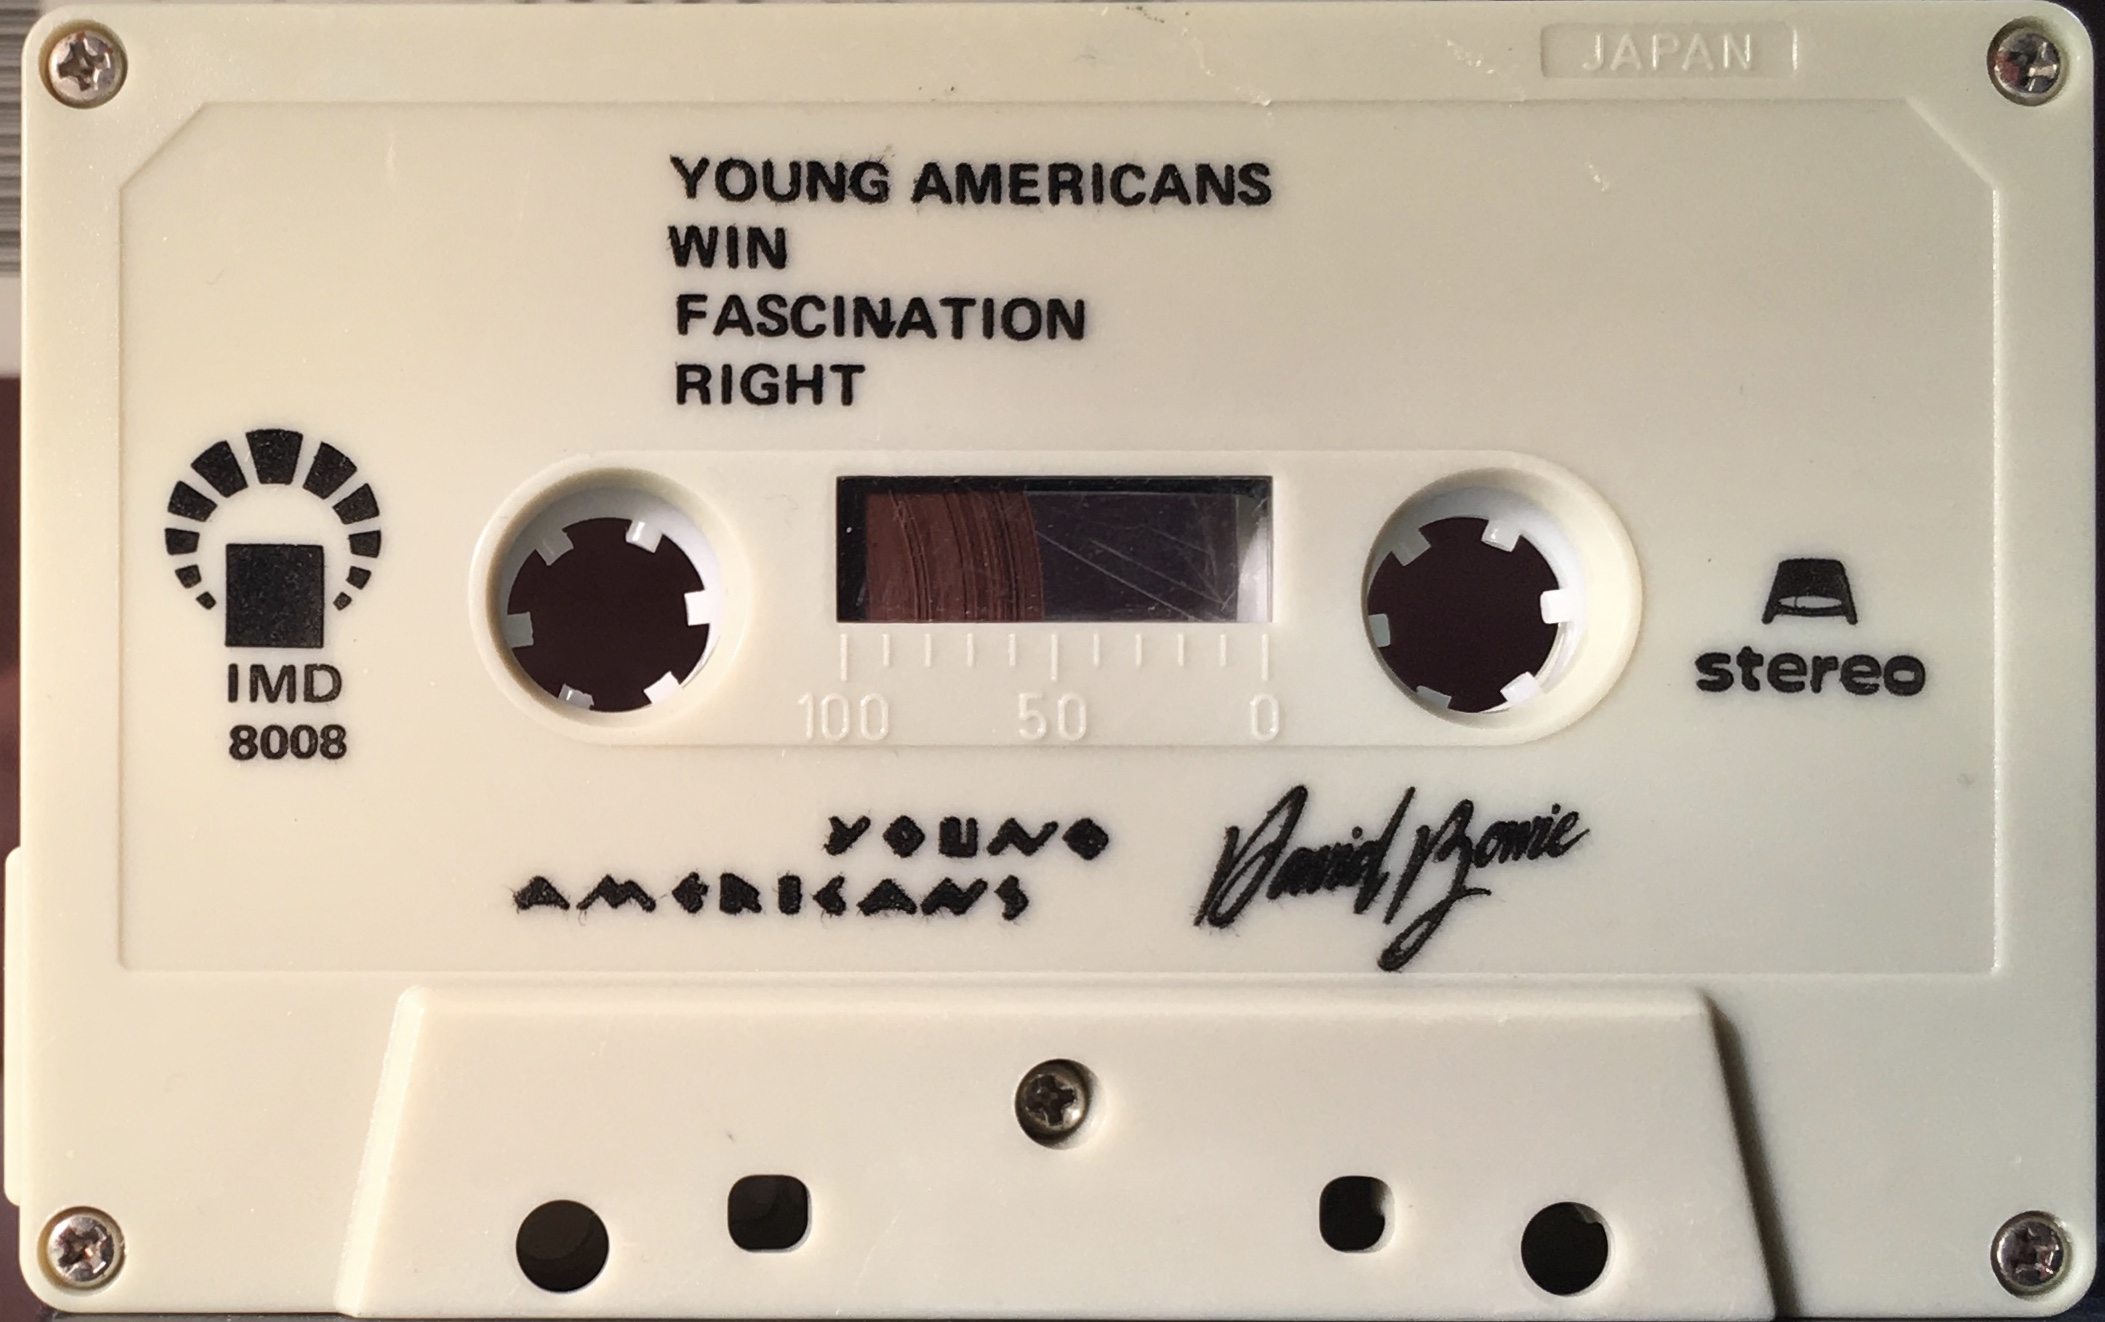 JAPAN
YOUNG AMERICANS
WIN
FASCINATION
RIGHT
IMD
8008
stereo
100 50 0
YOUNG
AMERICANS
David Bowie